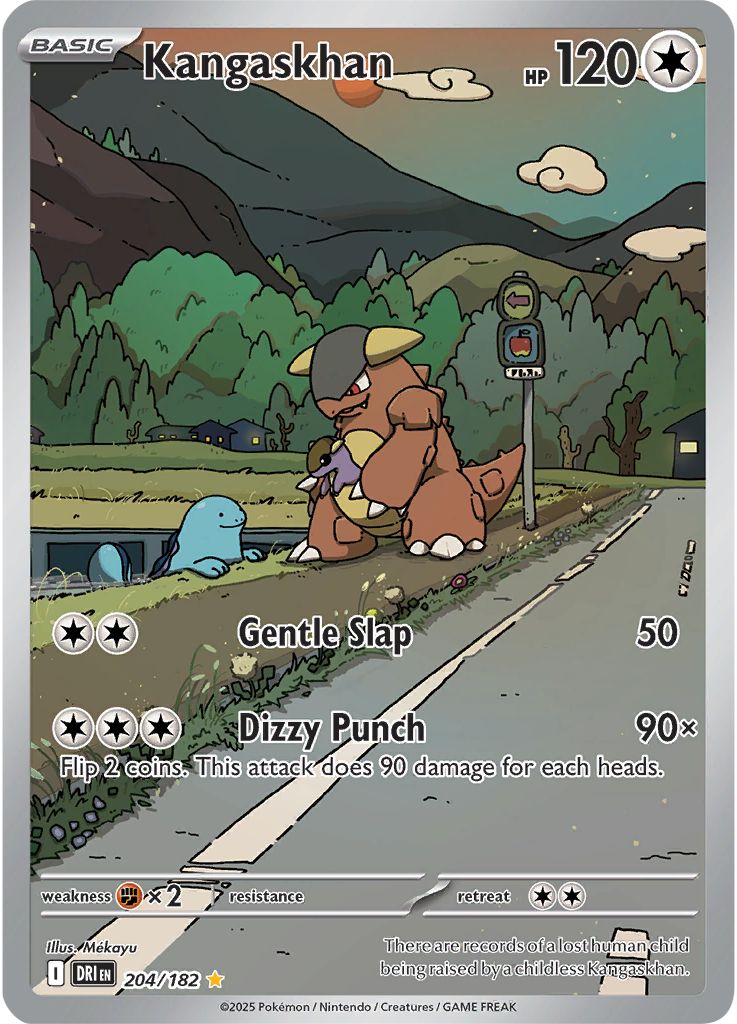 BASIC
Kangaskhan
HP 120
Gentle Slap 50
Dizzy Punch 90×
Flip 2 coins. This attack does 90 damage for each heads.
weakness × 2 resistance retreat
Illus. Mékayu
I DRI EN 204/182
There are records of a lost human child
being raised by a childless Kangaskhan.
©2025 Pokémon / Nintendo / Creatures / GAME FREAK